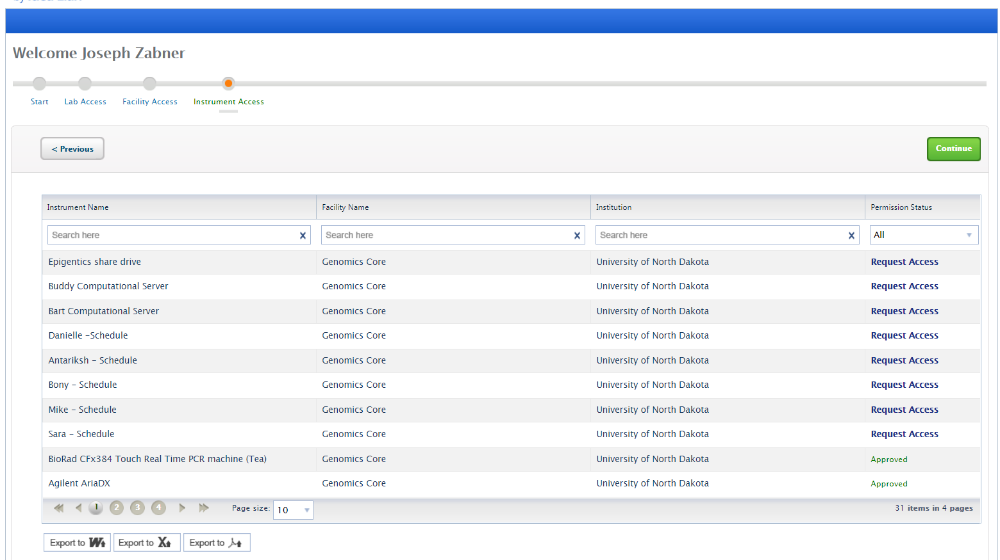 Welcome Joseph Zabner
Start Lab Access Facility Access Instrument Access
< Previous Continue
Instrument Name Facility Name Institution Permission Status
Search here X Search here X Search here X All
Epigentics share drive Genomics Core University of North Dakota Request Access
Buddy Computational Server Genomics Core University of North Dakota Request Access
Bart Computational Server Genomics Core University of North Dakota Request Access
Danielle -Schedule Genomics Core University of North Dakota Request Access
Antariksh - Schedule Genomics Core University of North Dakota Request Access
Bony - Schedule Genomics Core University of North Dakota Request Access
Mike - Schedule Genomics Core University of North Dakota Request Access
Sara - Schedule Genomics Core University of North Dakota Request Access
BioRad CFx384 Touch Real Time PCR machine (Tea) Genomics Core University of North Dakota Approved
Agilent AriaDX Genomics Core University of North Dakota Approved
1 2 3 4 Page size: 10 31 items in 4 pages
Export to W Export to X Export to